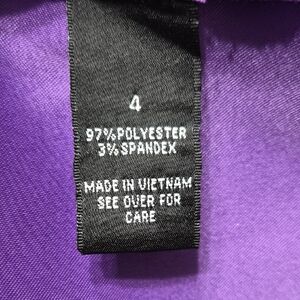 4
97%POLYESTER
3%SPANDEX
MADE IN VIETNAM
SEE OVER FOR
CARE